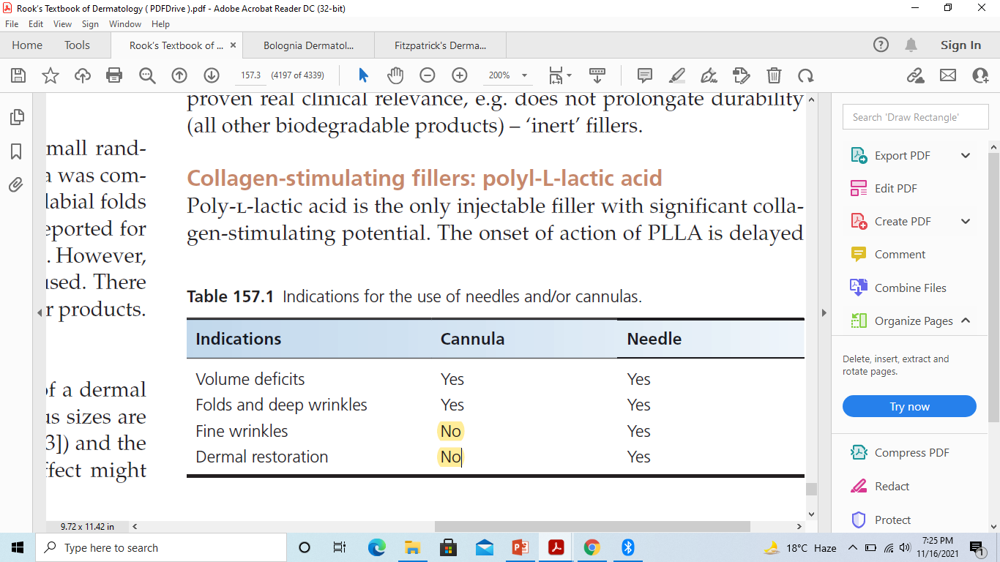 Rook's Textbook of Dermatology ( PDFDrive ).pdf - Adobe Acrobat Reader DC (32-bit)
File Edit View Sign Window Help
Home Tools Rook's Textbook of ... × Bolognia Dermatol... Fitzpatrick's Derma... Sign In
157.3 (4197 of 4339) 200%
mall rand-
a was com-
labial folds
eported for
. However,
used. There
r products.
of a dermal
us sizes are
3]) and the
ffect might
proven real clinical relevance, e.g. does not prolongate durability
(all other biodegradable products) – ‘inert’ fillers.
Collagen-stimulating fillers: polyl-L-lactic acid
Poly-L-lactic acid is the only injectable filler with significant colla-
gen-stimulating potential. The onset of action of PLLA is delayed
Table 157.1 Indications for the use of needles and/or cannulas.
Indications Cannula Needle
Volume deficits Yes Yes
Folds and deep wrinkles Yes Yes
Fine wrinkles No Yes
Dermal restoration No Yes
9.72 x 11.42 in
Search 'Draw Rectangle'
Export PDF
Edit PDF
Create PDF
Comment
Combine Files
Organize Pages
Delete, insert, extract and
rotate pages.
Try now
Compress PDF
Redact
Protect
Type here to search
18°C Haze
7:25 PM
11/16/2021
1